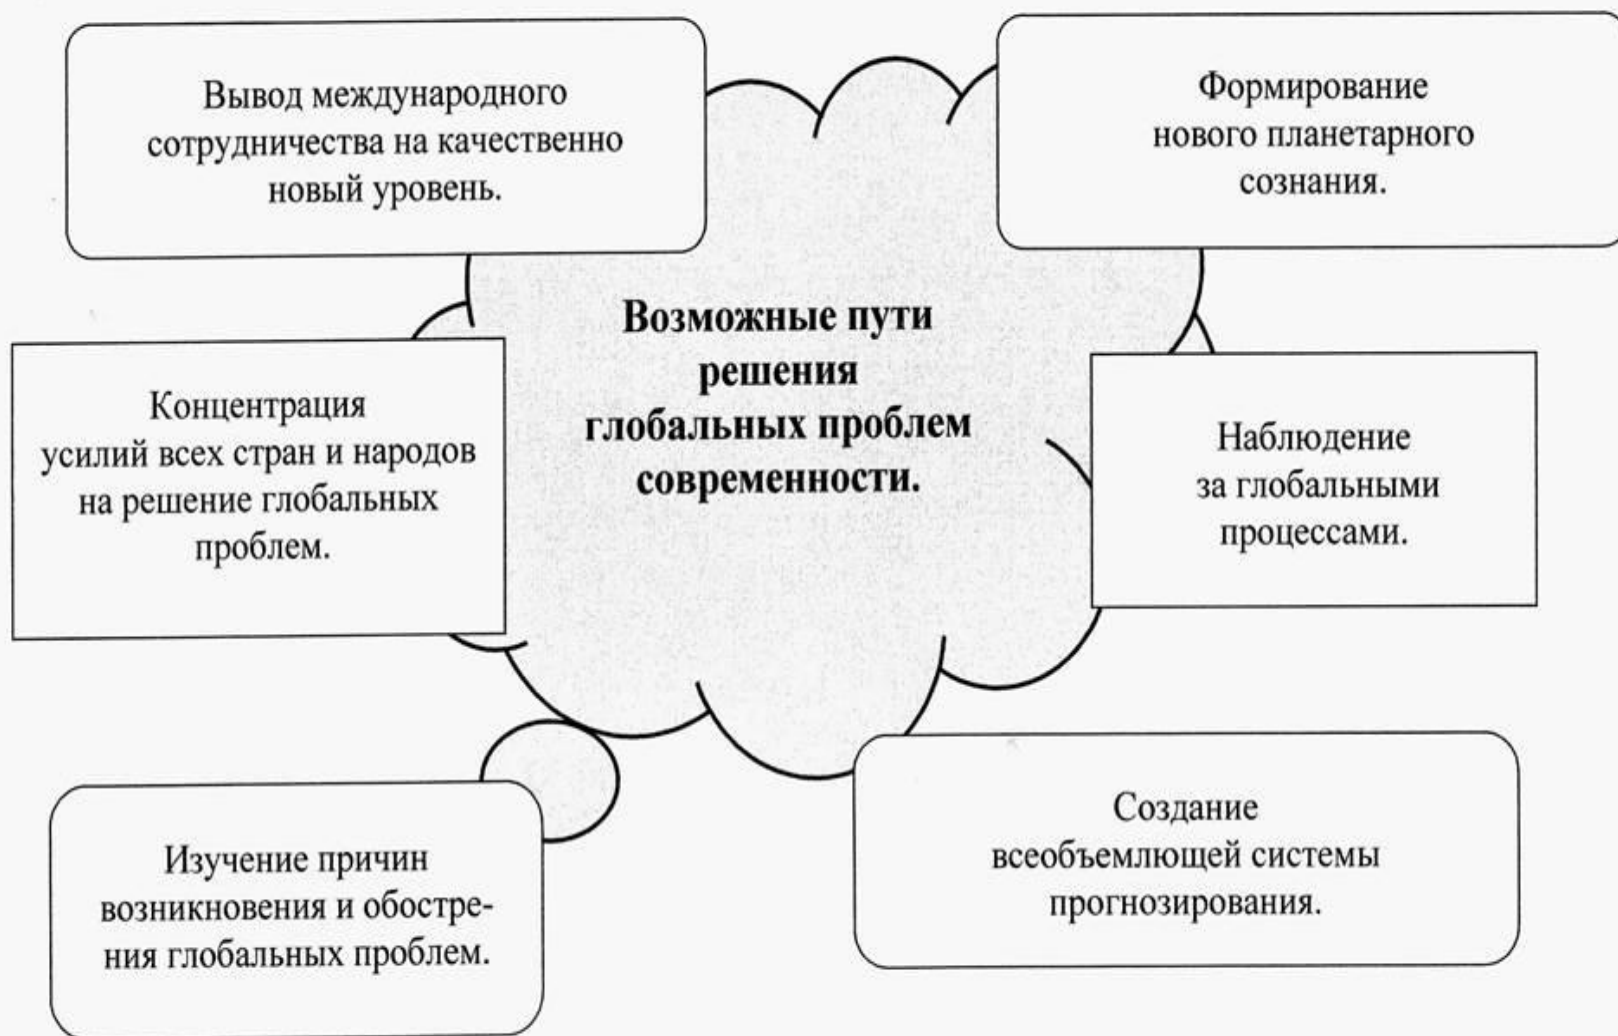 Вывод международного
сотрудничества на качественно
новый уровень.
Формирование
нового планетарного
сознания.
Возможные пути
решения
глобальных проблем
современности.
Концентрация
усилий всех стран и народов
на решение глобальных
проблем.
Наблюдение
за глобальными
процессами.
Изучение причин
возникновения и обостре-
ния глобальных проблем.
Создание
всеобъемлющей системы
прогнозирования.